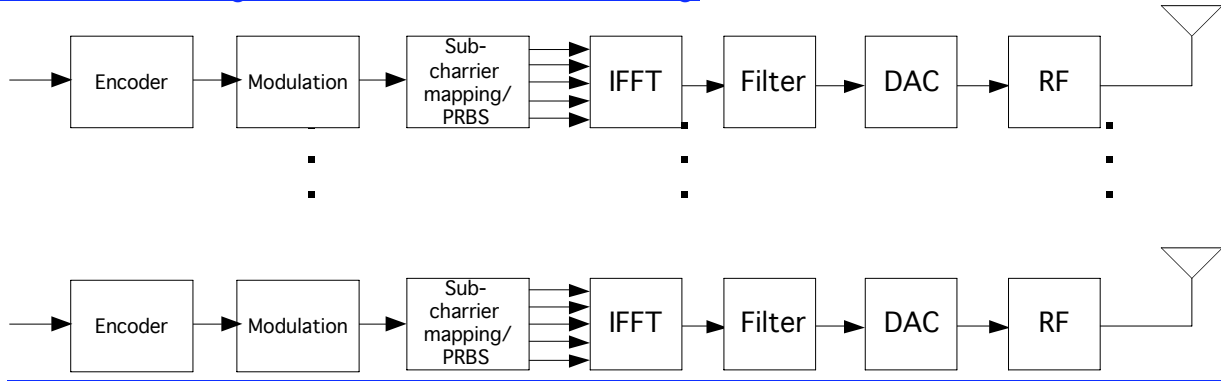 Encoder
Modulation
Sub-
charrier
mapping/
PRBS
IFFT
Filter
DAC
RF
Encoder
Modulation
Sub-
charrier
mapping/
PRBS
IFFT
Filter
DAC
RF